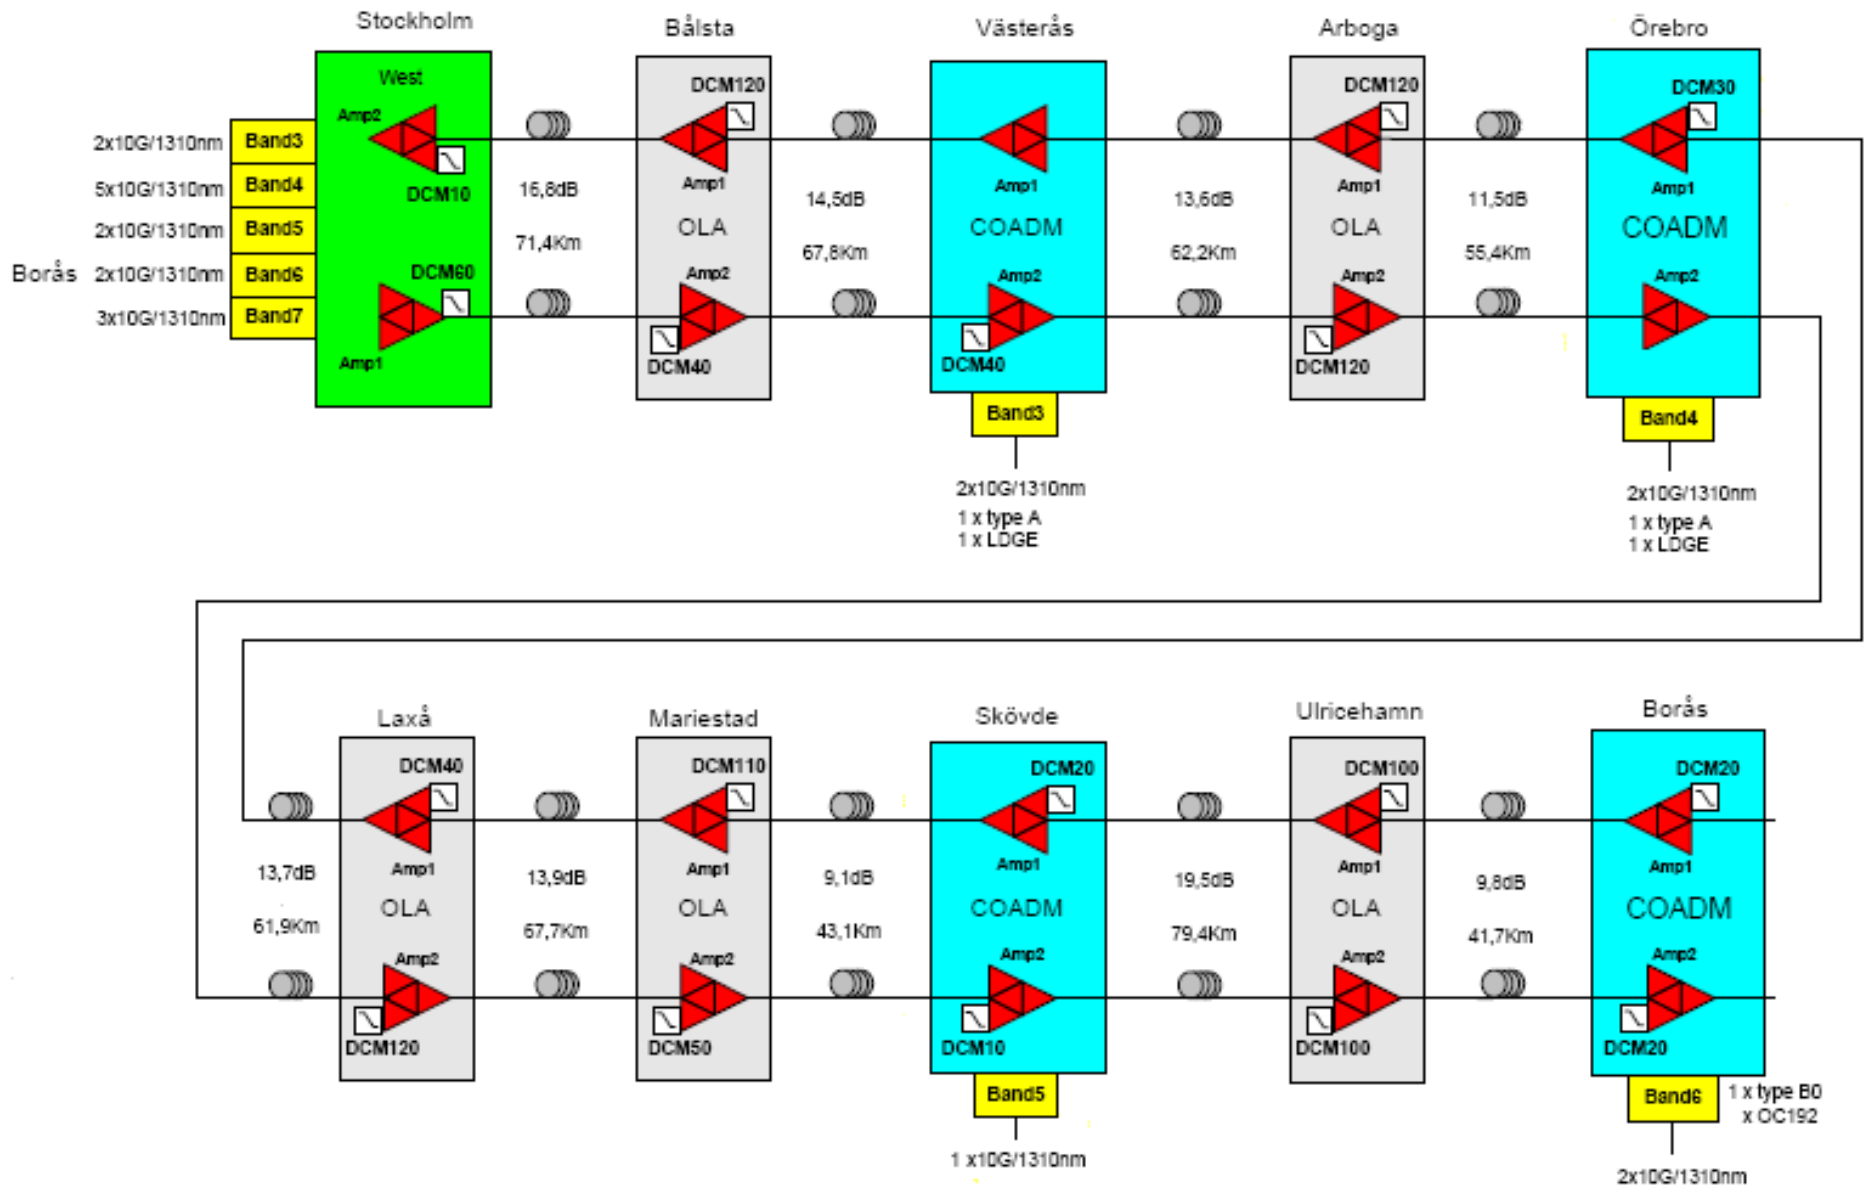 Stockholm
Bålsta
Västerås
Arboga
Örebro
West
Amp2
DCM10
DCM60
Amp1
Borås
2x10G/1310nm
Band3
5x10G/1310nm
Band4
2x10G/1310nm
Band5
2x10G/1310nm
Band6
3x10G/1310nm
Band7
16,8dB
71,4Km
DCM120
Amp1
OLA
Amp2
DCM40
14,5dB
67,8Km
Amp1
COADM
Amp2
DCM40
Band3
2x10G/1310nm
1 x type A
1 x LDGE
13,6dB
62,2Km
DCM120
Amp1
OLA
Amp2
DCM120
11,5dB
55,4Km
DCM30
Amp1
COADM
Amp2
Band4
2x10G/1310nm
1 x type A
1 x LDGE
Laxå
Mariestad
Skövde
Ulricehamn
Borås
13,7dB
61,9Km
DCM40
Amp1
OLA
Amp2
DCM120
13,9dB
67,7Km
DCM110
Amp1
OLA
Amp2
DCM50
9,1dB
43,1Km
DCM20
Amp1
COADM
Amp2
DCM10
Band5
1 x10G/1310nm
19,5dB
79,4Km
DCM100
Amp1
OLA
Amp2
DCM100
9,8dB
41,7Km
DCM20
Amp1
COADM
Amp2
DCM20
Band6
1 x type B0
x OC192
2x10G/1310nm